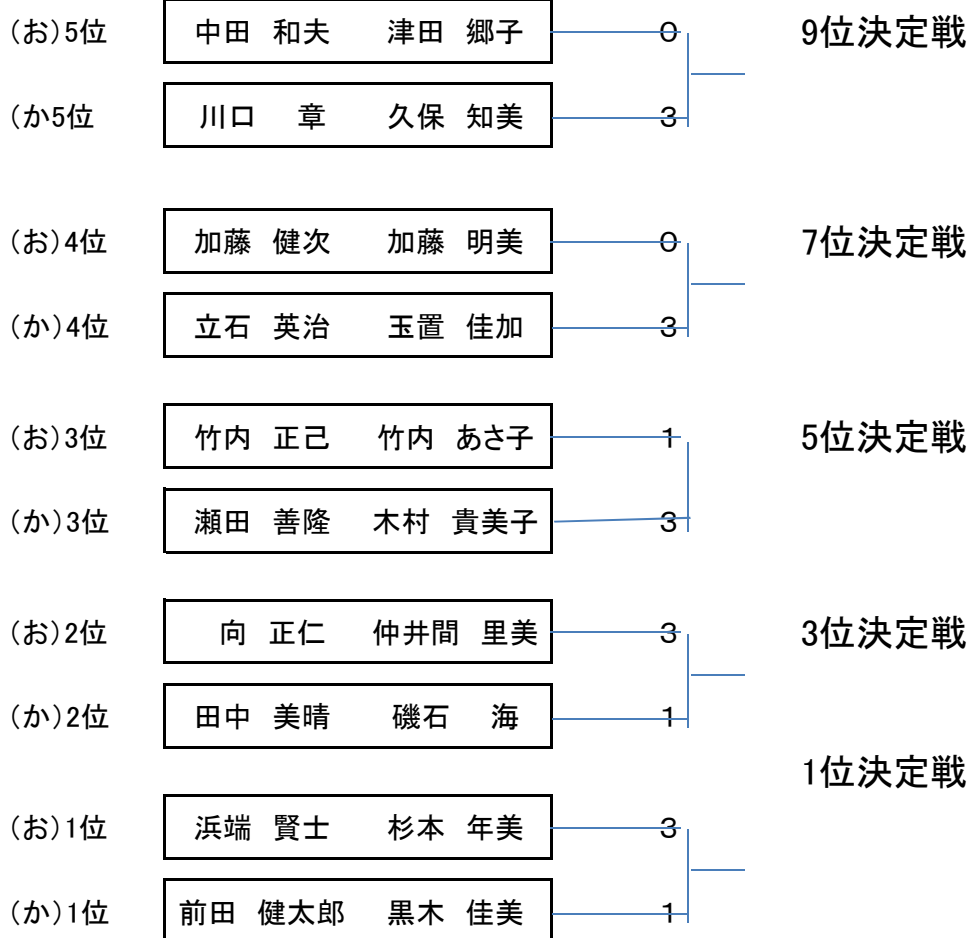 (お)5位 中田 和夫 津田 郷子 0 9位決定戦
(か5位 川口 章 久保 知美 3
(お)4位 加藤 健次 加藤 明美 0 7位決定戦
(か)4位 立石 英治 玉置 佳加 3
(お)3位 竹内 正己 竹内 あさ子 1 5位決定戦
(か)3位 瀬田 善隆 木村 貴美子 3
(お)2位 向 正仁 仲井間 里美 3 3位決定戦
(か)2位 田中 美晴 磯石 海 1
1位決定戦
(お)1位 浜端 賢士 杉本 年美 3
(か)1位 前田 健太郎 黒木 佳美 1